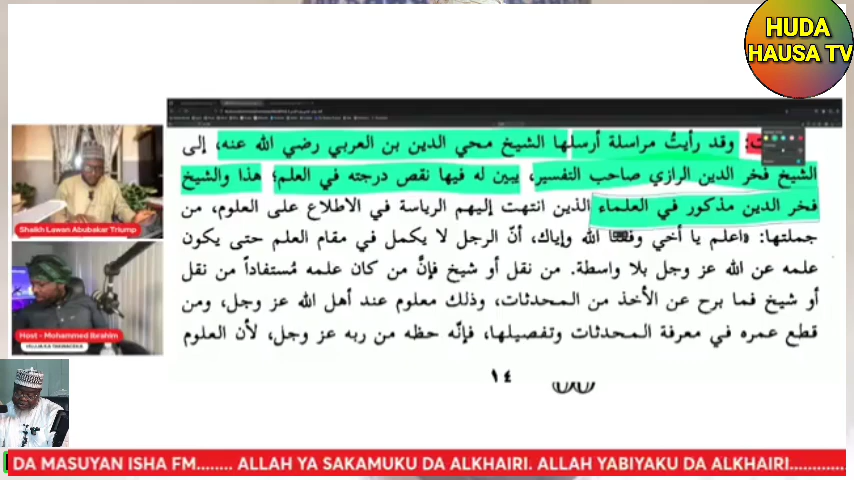 HUDA
HAUSA TV
وقد رأيتُ مراسلة أرسلها الشيخ محي الدين بن العربي رضي الله عنه، إلى
الشيخ فخر الدين الرازي صاحب التفسير، يبين له فيها نقص درجته في العلم؛ هذا والشيخ
فخر الدين مذكور في العلماء الذين انتهت إليهم الرياسة في الاطلاع على العلوم، من
جملتها: «اعلم يا أخي الله وإياك، أنّ الرجل لا يكمل في مقام العلم حتى يكون
علمه عن الله عز وجل بلا واسطة. من نقل أو شيخ فإنَّ من كان علمه مُستفاداً من نقل
أو شيخ فما برح عن الأخذ من المحدثات، وذلك معلوم عند أهل الله عز وجل، ومن
قطع عمره في معرفة المحدثات وتفصيلها، فإنّه حظه من ربه عز وجل، لأن العلوم
١٤
Shaikh Lawan Abubakar Triump
Host - Mohammed Ibrahim
DA MASUYAN ISHA FM........ ALLAH YA SAKAMUKU DA ALKHAIRI. ALLAH YABIYAKU DA ALKHAIRI.............